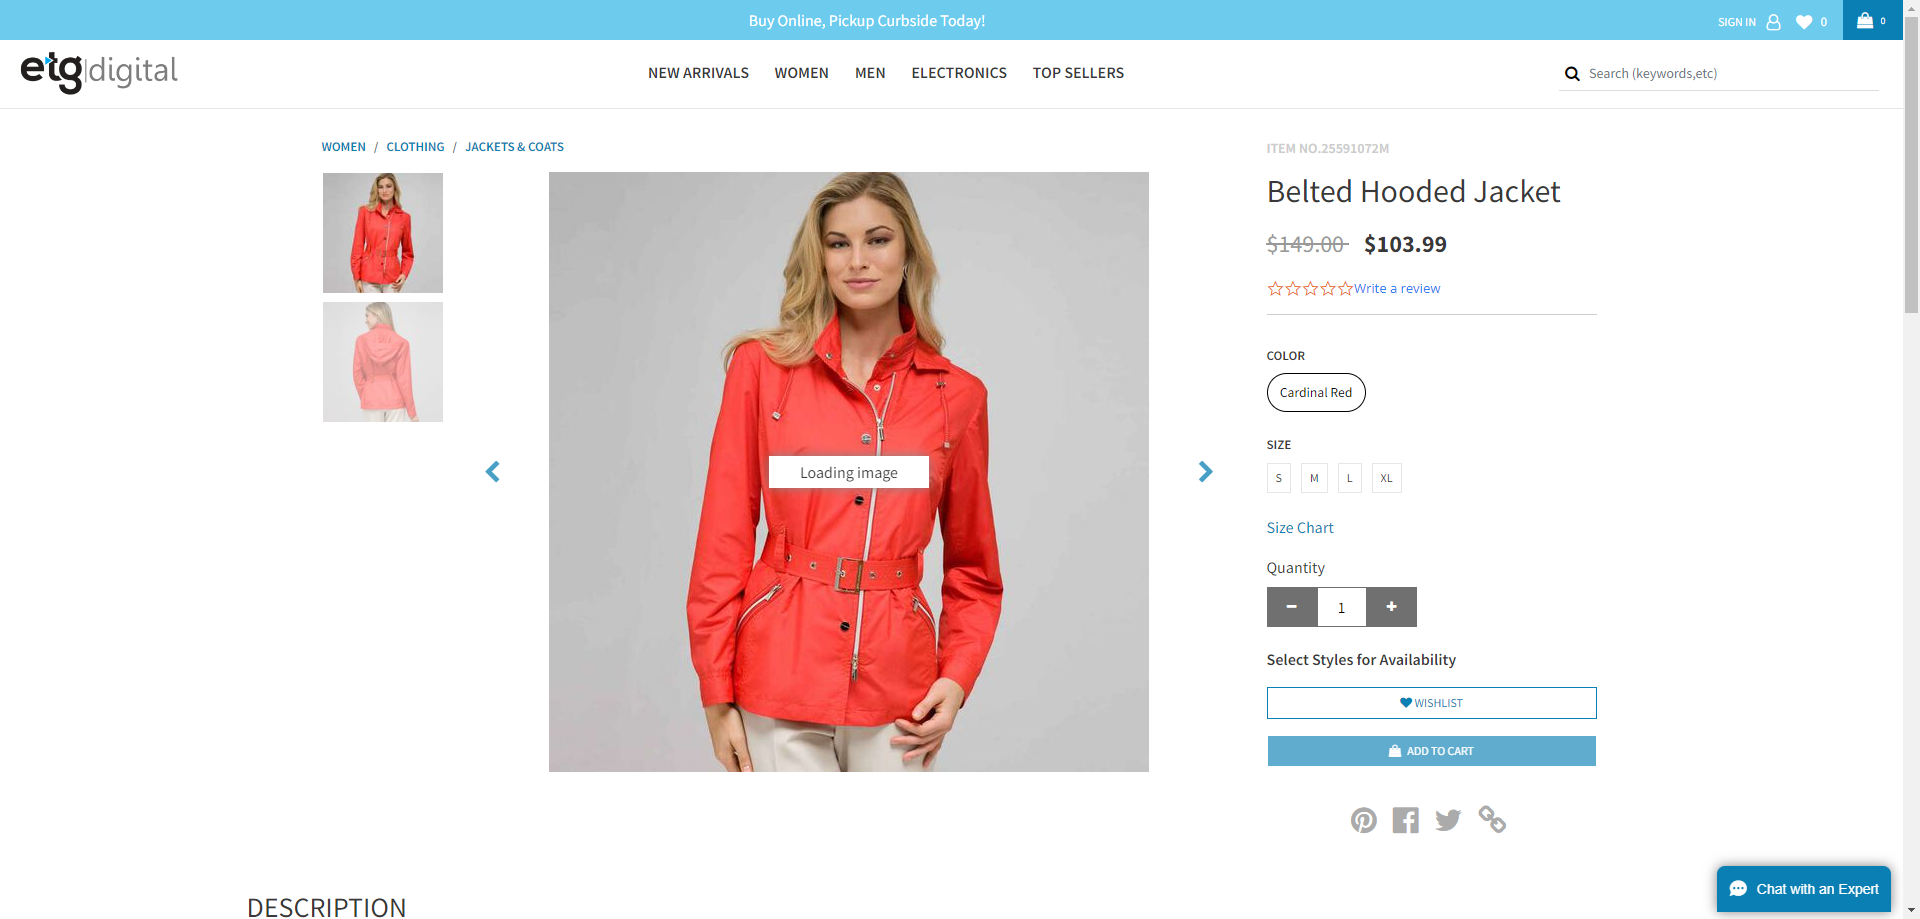 Buy Online, Pickup Curbside Today!
SIGN IN 0 0
etg|digital
NEW ARRIVALS WOMEN MEN ELECTRONICS TOP SELLERS
Search (keywords,etc)
WOMEN / CLOTHING / JACKETS & COATS
ITEM NO.25591072M
Belted Hooded Jacket
$149.00 $103.99
Write a review
COLOR
Cardinal Red
SIZE
S M L XL
Loading image
Size Chart
Quantity
- 1 +
Select Styles for Availability
WISHLIST
ADD TO CART
Chat with an Expert
DESCRIPTION